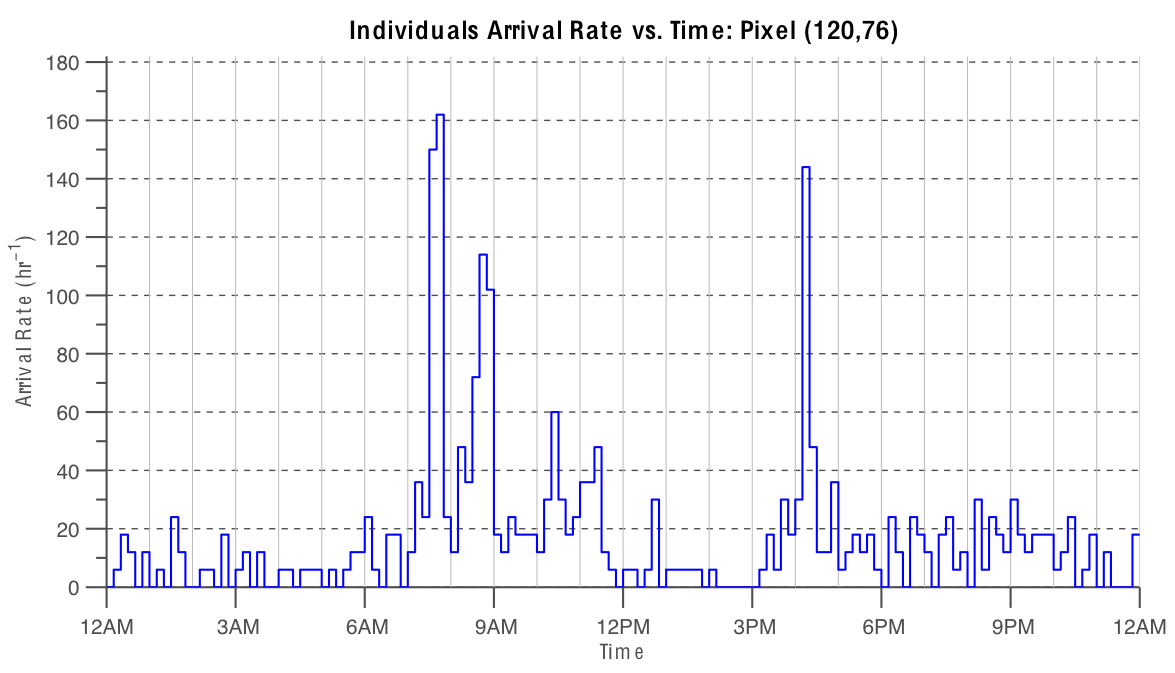 Individuals Arrival Rate vs. Time: Pixel (120,76)
180
160
140
120
100
80
60
40
20
0
Arrival Rate (hr⁻¹)
12AM 3AM 6AM 9AM 12PM 3PM 6PM 9PM 12AM
Time